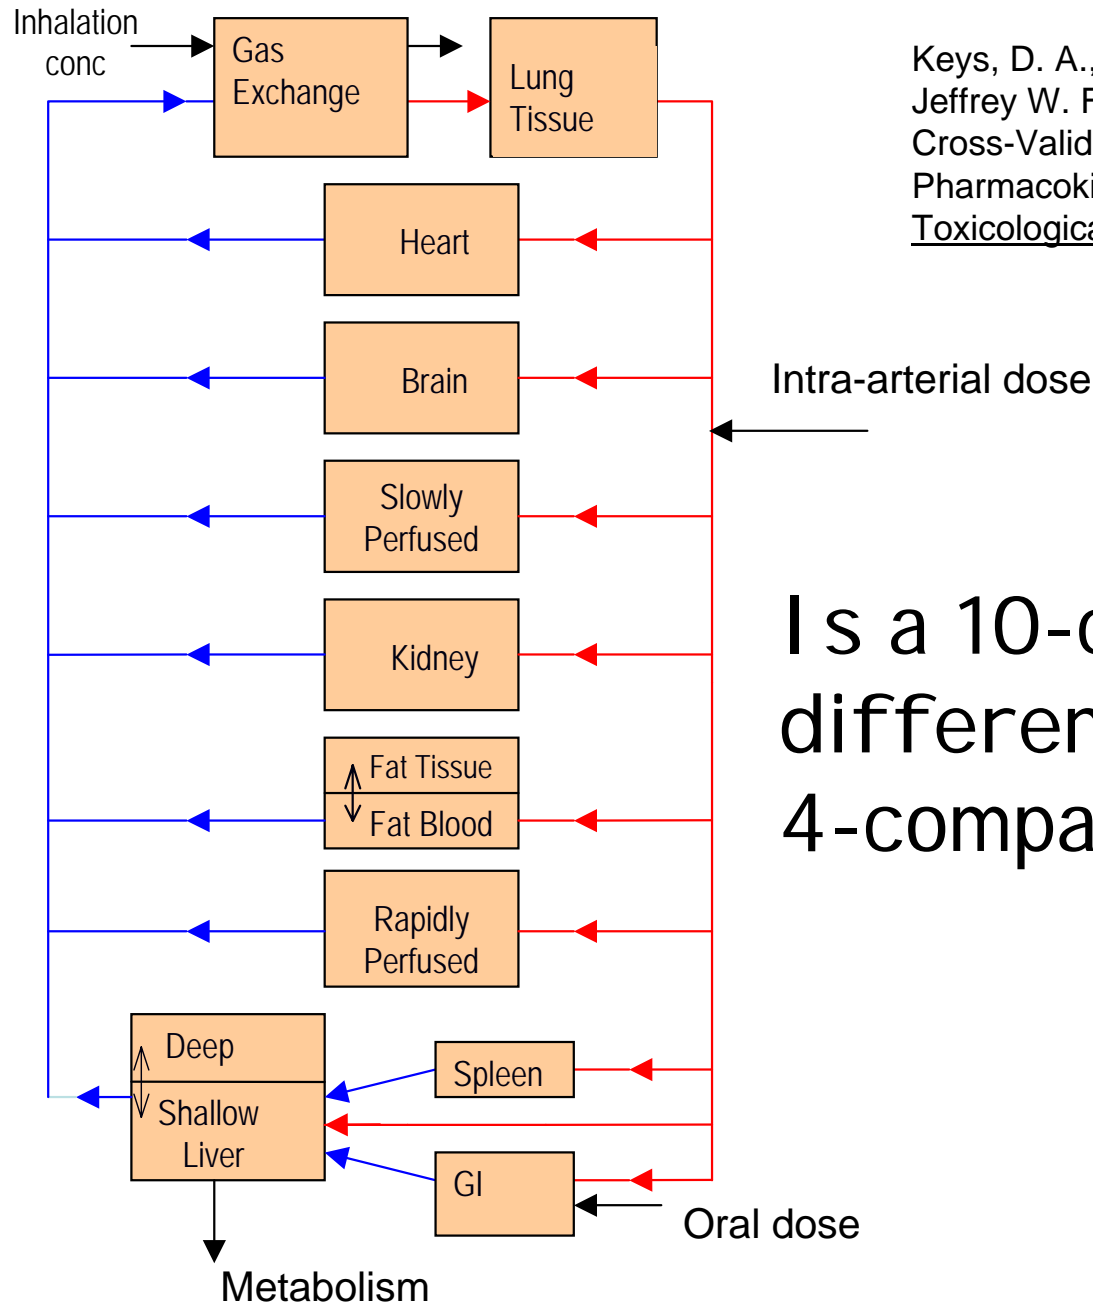 Inhalation
conc
Gas
Exchange
Lung
Tissue
Keys, D. A.,
Jeffrey W. F
Cross-Valid
Pharmacoki
Toxicologica
Heart
Brain
Intra-arterial dose
Slowly
Perfused
Kidney
Is a 10-c
differen
4-compa
Fat Tissue
Fat Blood
Rapidly
Perfused
Deep
Shallow
Liver
Spleen
GI
Oral dose
Metabolism